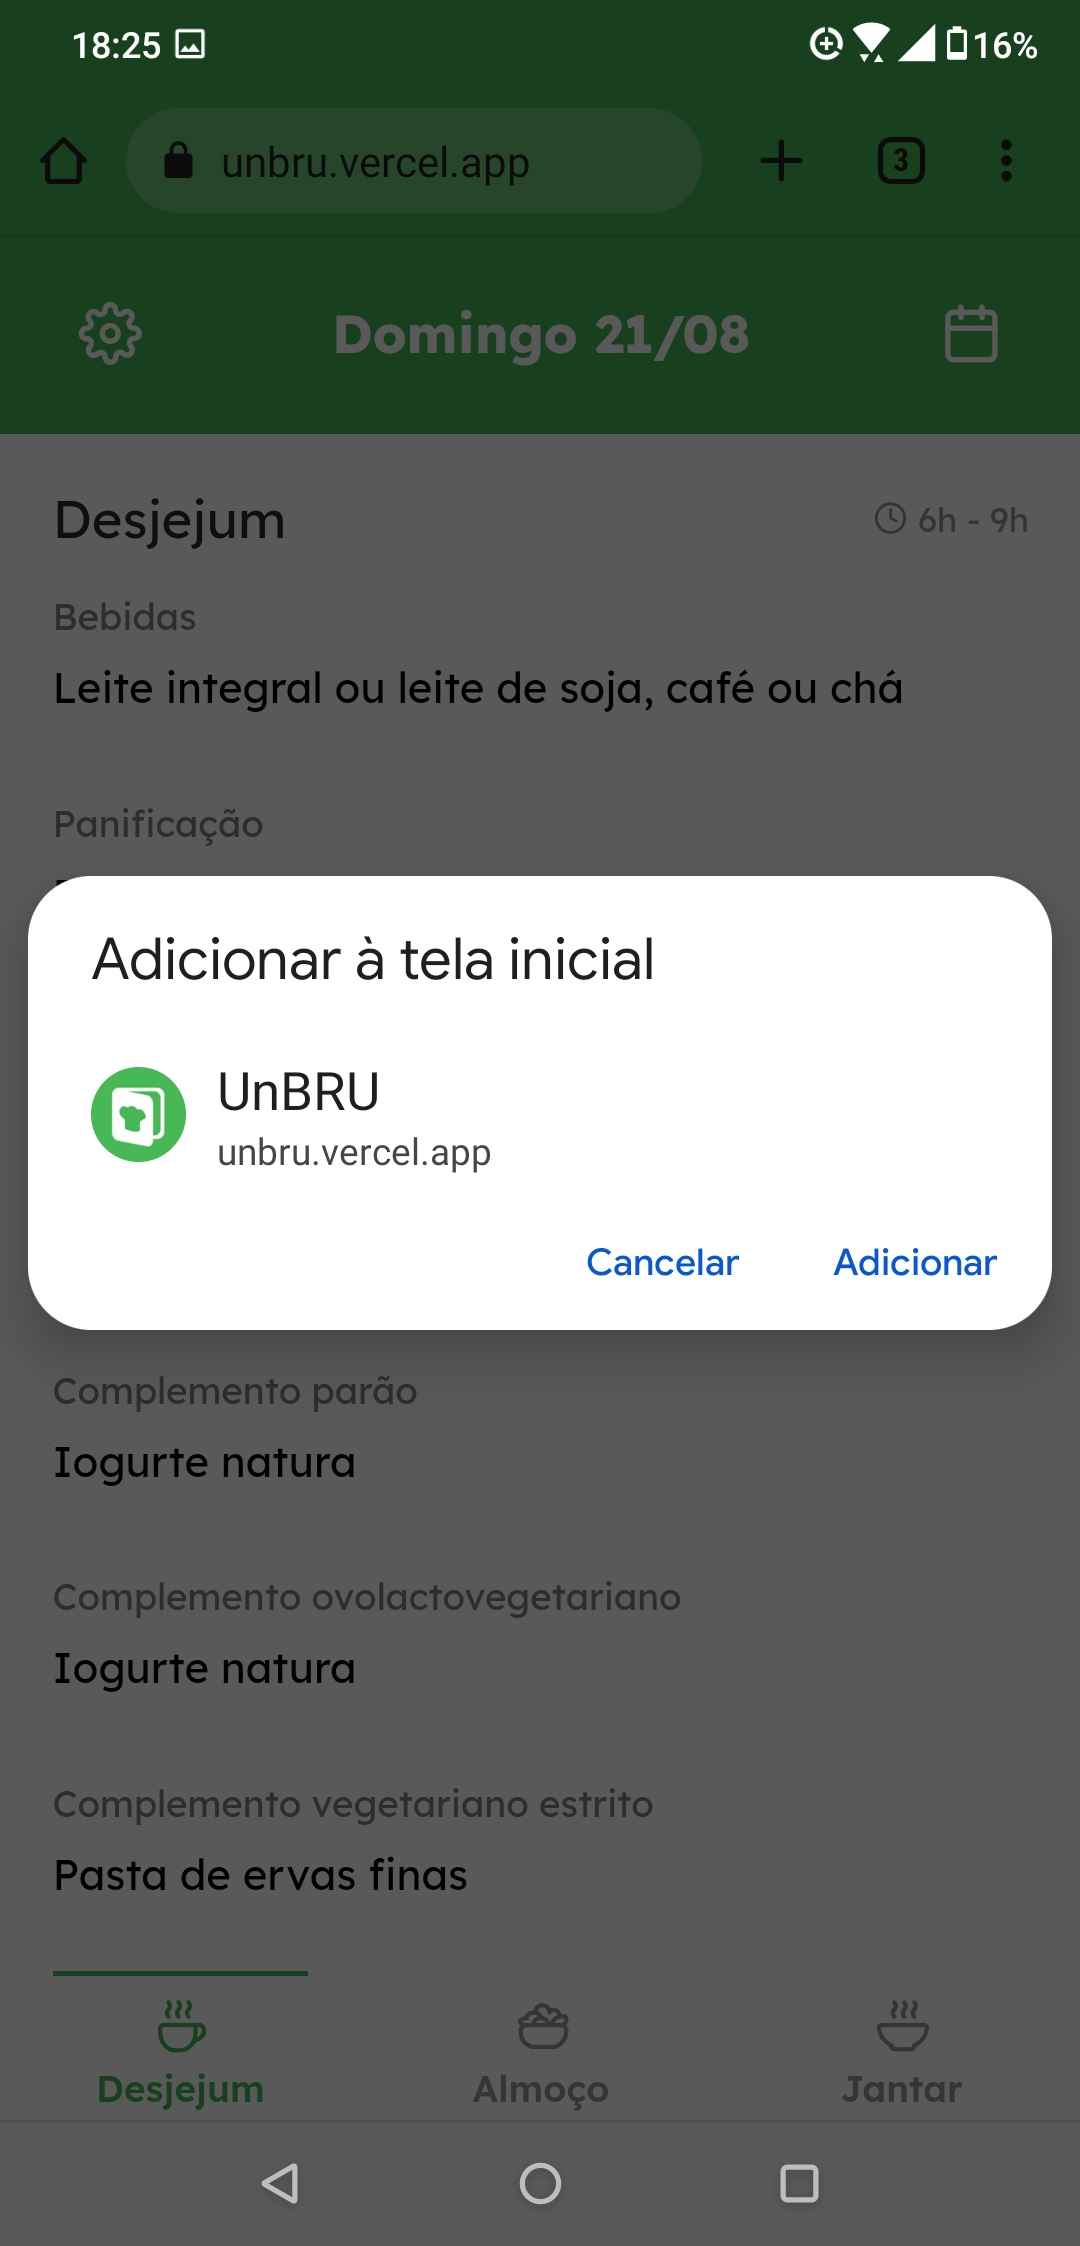 18:25
16%
unbru.vercel.app
3
Domingo 21/08
Desjejum
6h - 9h
Bebidas
Leite integral ou leite de soja, café ou chá
Panificação
Adicionar à tela inicial
UnBRU
unbru.vercel.app
Cancelar
Adicionar
Complemento parão
Iogurte natura
Complemento ovolactovegetariano
Iogurte natura
Complemento vegetariano estrito
Pasta de ervas finas
Desjejum
Almoço
Jantar